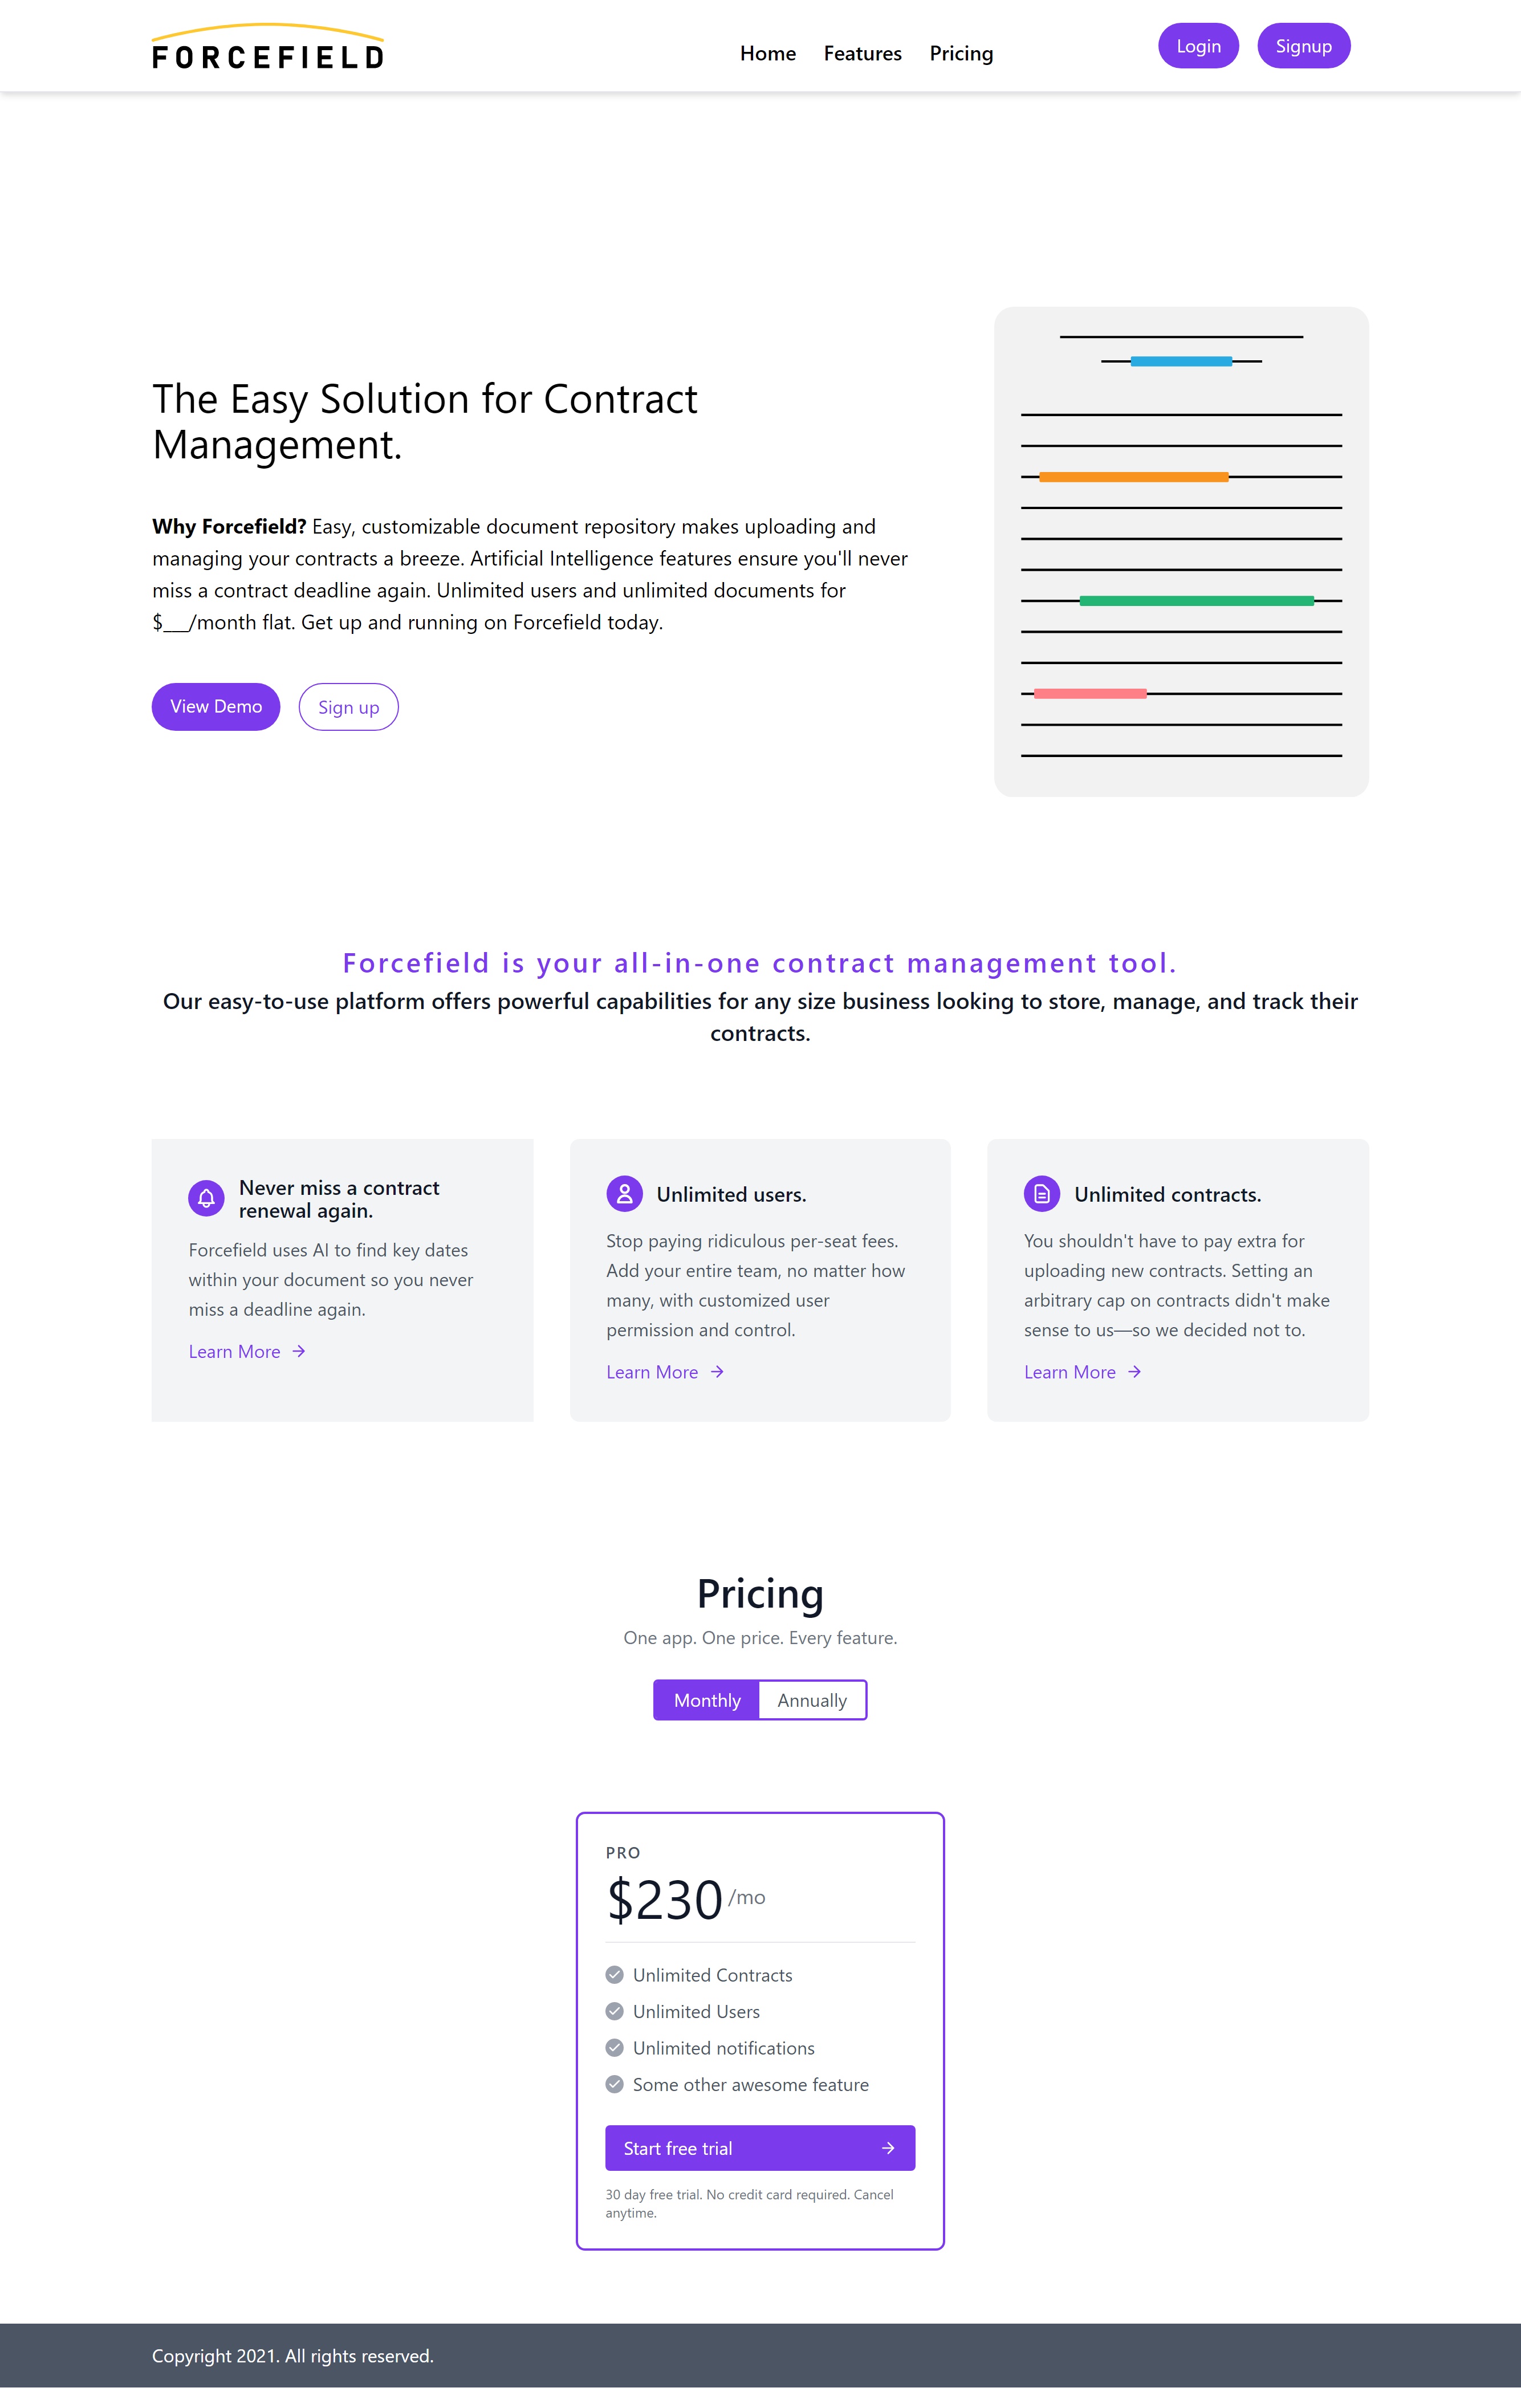 FORCEFIELD
Home Features Pricing
Login Signup
The Easy Solution for Contract
Management.
Why Forcefield? Easy, customizable document repository makes uploading and
managing your contracts a breeze. Artificial Intelligence features ensure you'll never
miss a contract deadline again. Unlimited users and unlimited documents for
$___/month flat. Get up and running on Forcefield today.
View Demo Sign up
Forcefield is your all-in-one contract management tool.
Our easy-to-use platform offers powerful capabilities for any size business looking to store, manage, and track their
contracts.
Never miss a contract
renewal again.
Forcefield uses AI to find key dates
within your document so you never
miss a deadline again.
Learn More
Unlimited users.
Stop paying ridiculous per-seat fees.
Add your entire team, no matter how
many, with customized user
permission and control.
Learn More
Unlimited contracts.
You shouldn't have to pay extra for
uploading new contracts. Setting an
arbitrary cap on contracts didn't make
sense to us—so we decided not to.
Learn More
Pricing
One app. One price. Every feature.
Monthly Annually
PRO
$230 /mo
Unlimited Contracts
Unlimited Users
Unlimited notifications
Some other awesome feature
Start free trial
30 day free trial. No credit card required. Cancel
anytime.
Copyright 2021. All rights reserved.